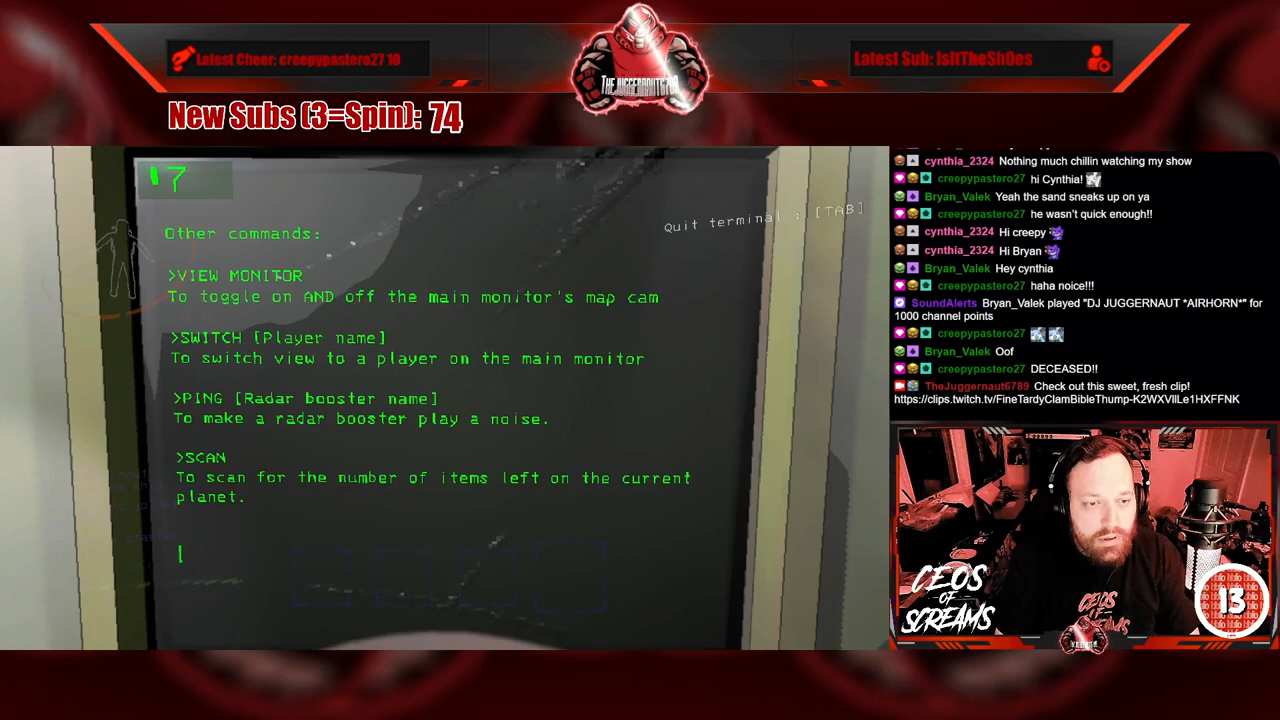 Latest Cheer: creepypastero27 10
THEJUGGERNAUT6789
Latest Sub: IsItTheSh0es
New Subs (3=Spin): 74
17
Quit terminal : [TAB]
Other commands:
>VIEW MONITOR
To toggle on AND off the main monitor's map cam
>SWITCH [Player name]
To switch view to a player on the main monitor
>PING [Radar booster name]
To make a radar booster play a noise.
>SCAN
To scan for the number of items left on the current
planet.
cynthia_2324 Nothing much chillin watching my show
creepypastero27 hi Cynthia!
Bryan_Valek Yeah the sand sneaks up on ya
creepypastero27 he wasn't quick enough!!
cynthia_2324 Hi creepy
cynthia_2324 Hi Bryan
Bryan_Valek Hey cynthia
creepypastero27 haha noice!!!
SoundAlerts Bryan_Valek played "DJ JUGGERNAUT *AIRHORN*" for
1000 channel points
creepypastero27
Bryan_Valek Oof
creepypastero27 DECEASED!!
TheJuggernaut6789 Check out this sweet, fresh clip!
https://clips.twitch.tv/FineTardyClamBibleThump-K2WXVIlLe1HXFFNK
CEOS
OF
SCREAMS
CEOS
OF
SCREAMS
13